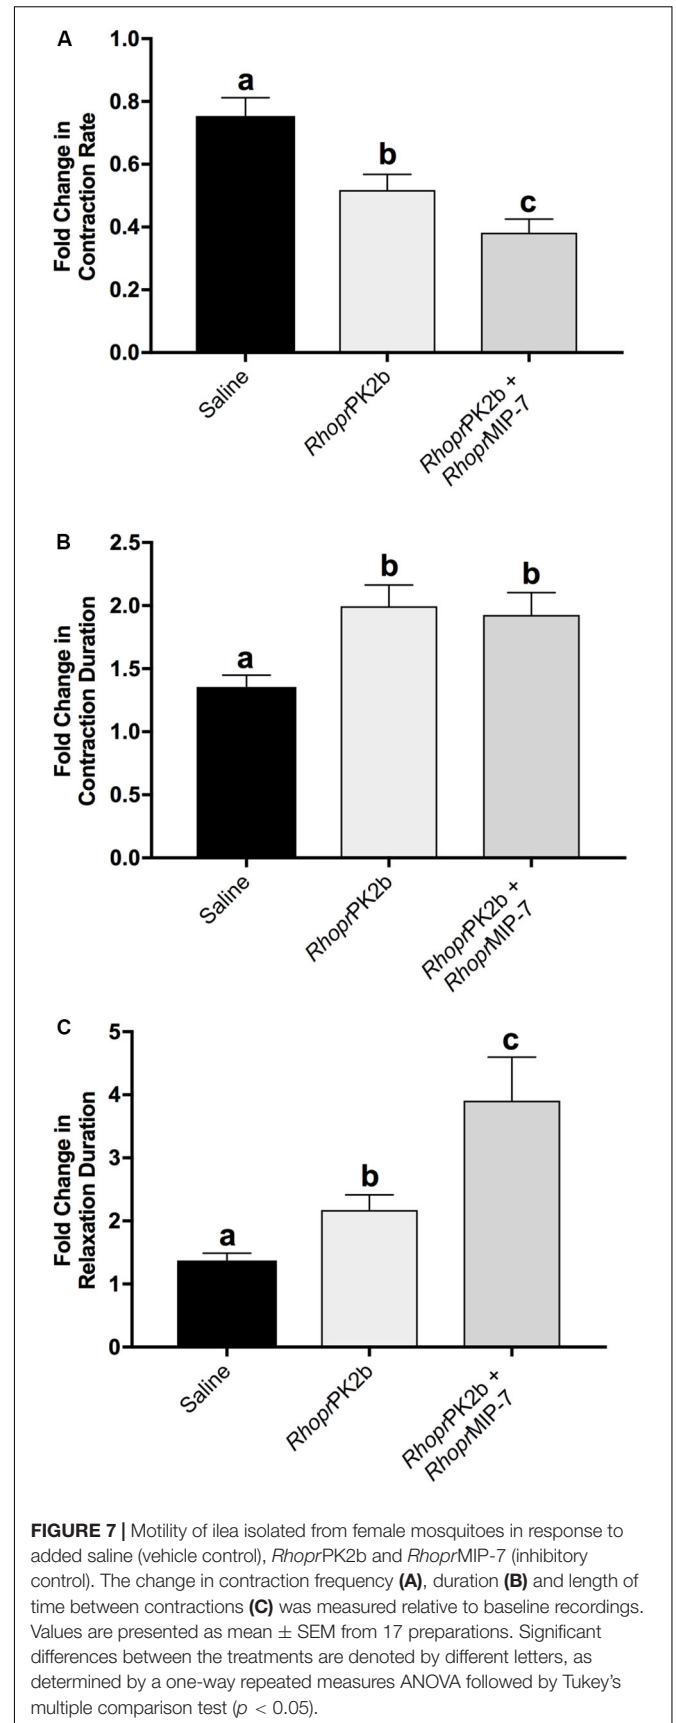 A
1.0
0.8
0.6
0.4
0.2
0.0
Fold Change in
Contraction Rate
a
b
c
Saline
RhoprPK2b
RhoprPK2b +
RhoprMIP-7
B
2.5
2.0
1.5
1.0
0.5
0.0
Fold Change in
Contraction Duration
a
b
b
Saline
RhoprPK2b
RhoprPK2b +
RhoprMIP-7
C
5
4
3
2
1
0
Fold Change in
Relaxation Duration
a
b
c
Saline
RhoprPK2b
RhoprPK2b +
RhoprMIP-7
FIGURE 7 | Motility of ilea isolated from female mosquitoes in response to
added saline (vehicle control), RhoprPK2b and RhoprMIP-7 (inhibitory
control). The change in contraction frequency (A), duration (B) and length of
time between contractions (C) was measured relative to baseline recordings.
Values are presented as mean ± SEM from 17 preparations. Significant
differences between the treatments are denoted by different letters, as
determined by a one-way repeated measures ANOVA followed by Tukey's
multiple comparison test (p < 0.05).